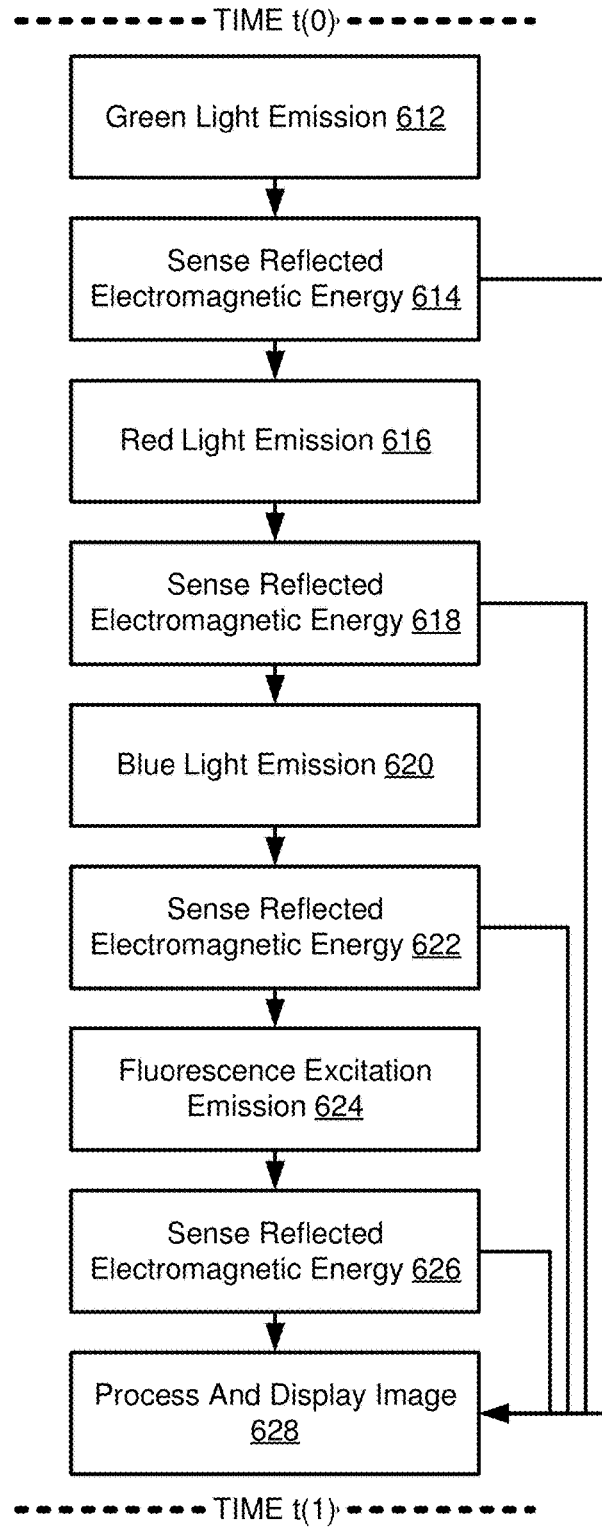 TIME t(0)
Green Light Emission 612
Sense Reflected
Electromagnetic Energy 614
Red Light Emission 616
Sense Reflected
Electromagnetic Energy 618
Blue Light Emission 620
Sense Reflected
Electromagnetic Energy 622
Fluorescence Excitation
Emission 624
Sense Reflected
Electromagnetic Energy 626
Process And Display Image
628
TIME t(1)